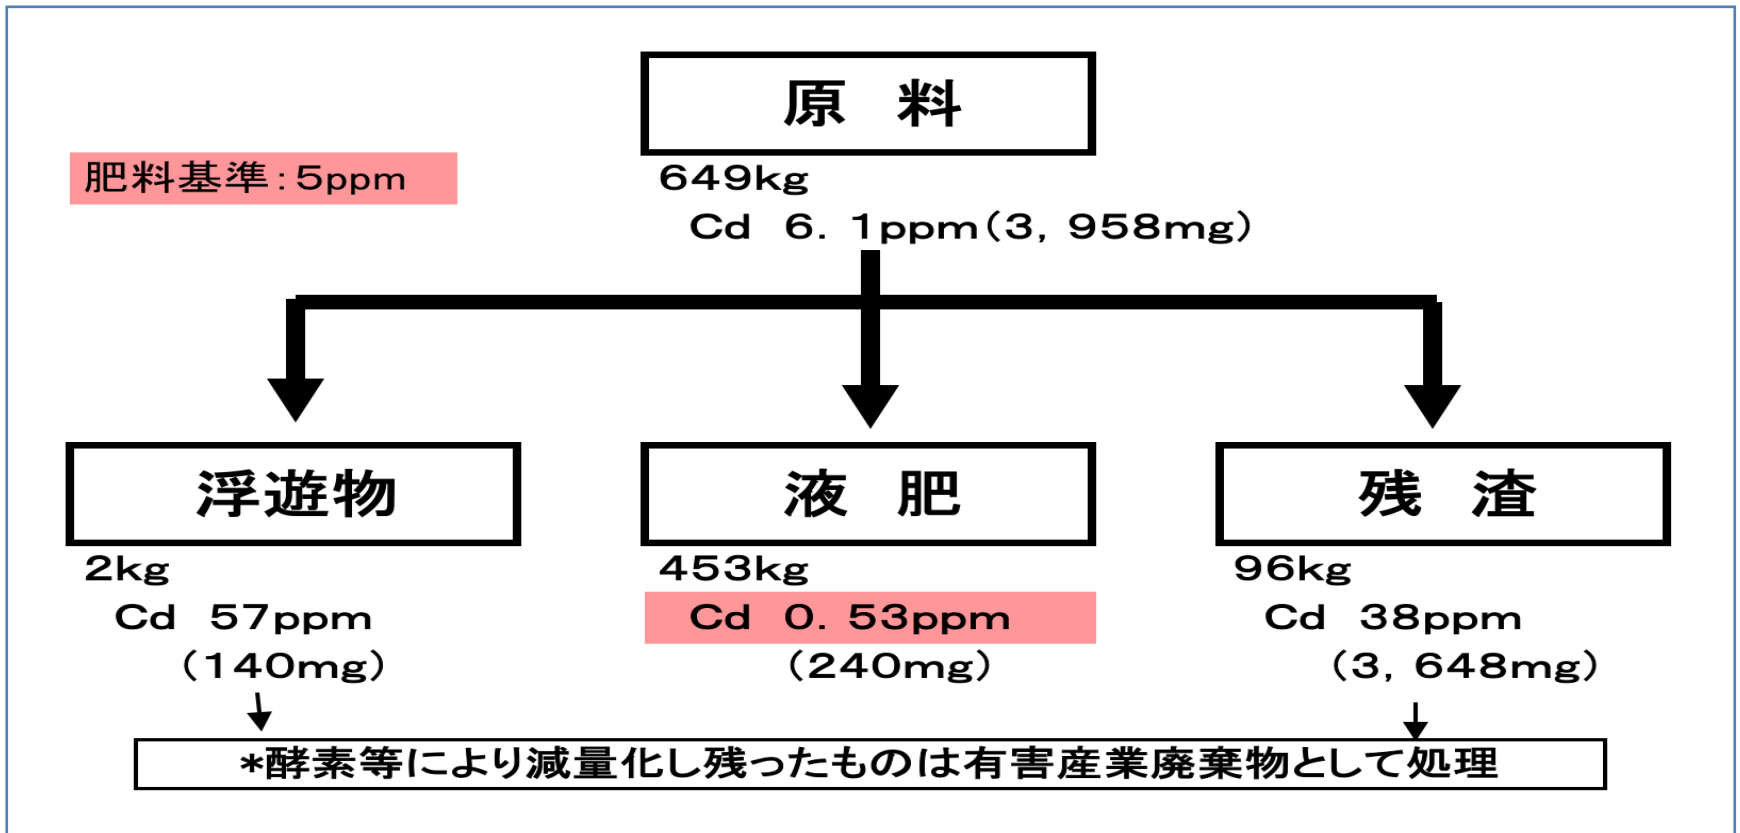 原　料
肥料基準:5ppm
649kg
Cd　6．1ppm(3，958mg)
浮遊物
2kg
Cd　57ppm
(140mg)
液　肥
453kg
Cd　0．53ppm
(240mg)
残　渣
96kg
Cd　38ppm
(3，648mg)
*酵素等により減量化し残ったものは有害産業廃棄物として処理